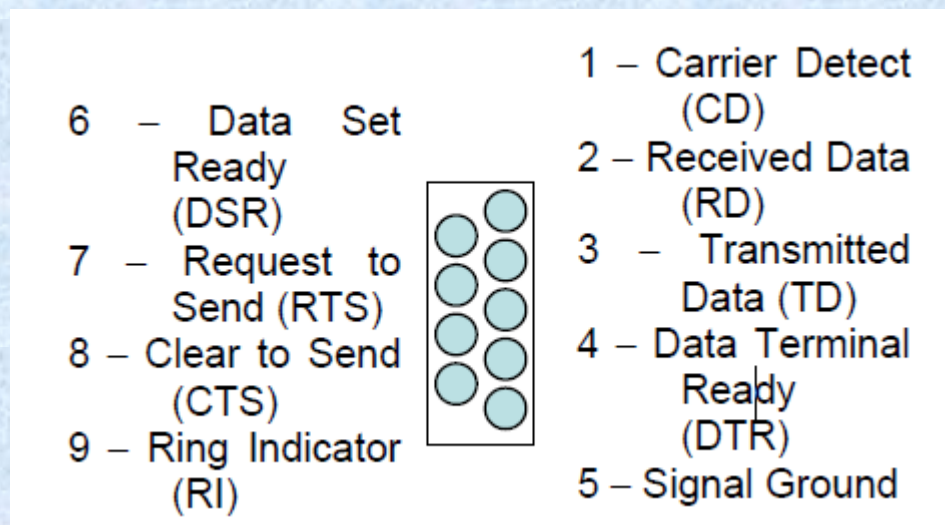 6 – Data Set
Ready
(DSR)
7 – Request to
Send (RTS)
8 – Clear to Send
(CTS)
9 – Ring Indicator
(RI)
1 – Carrier Detect
(CD)
2 – Received Data
(RD)
3 – Transmitted
Data (TD)
4 – Data Terminal
Ready
(DTR)
5 – Signal Ground